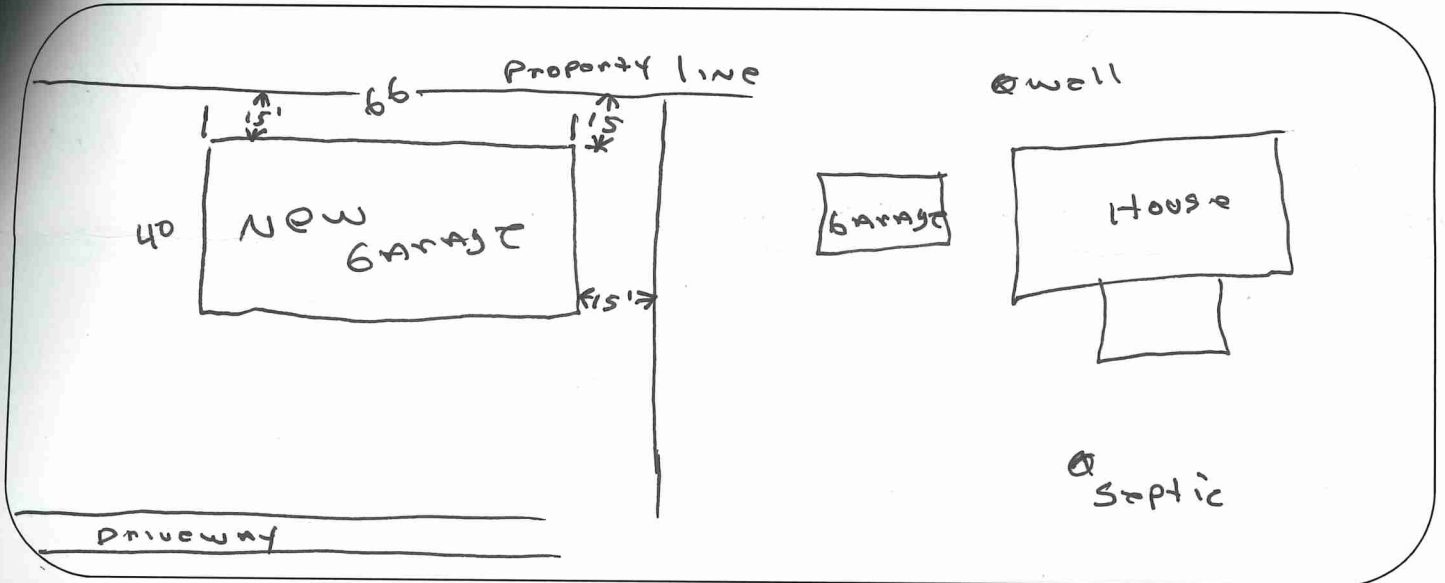 Property line
well
66
15'
15
40
New
Garage
Garage
House
15'
Septic
Driveway